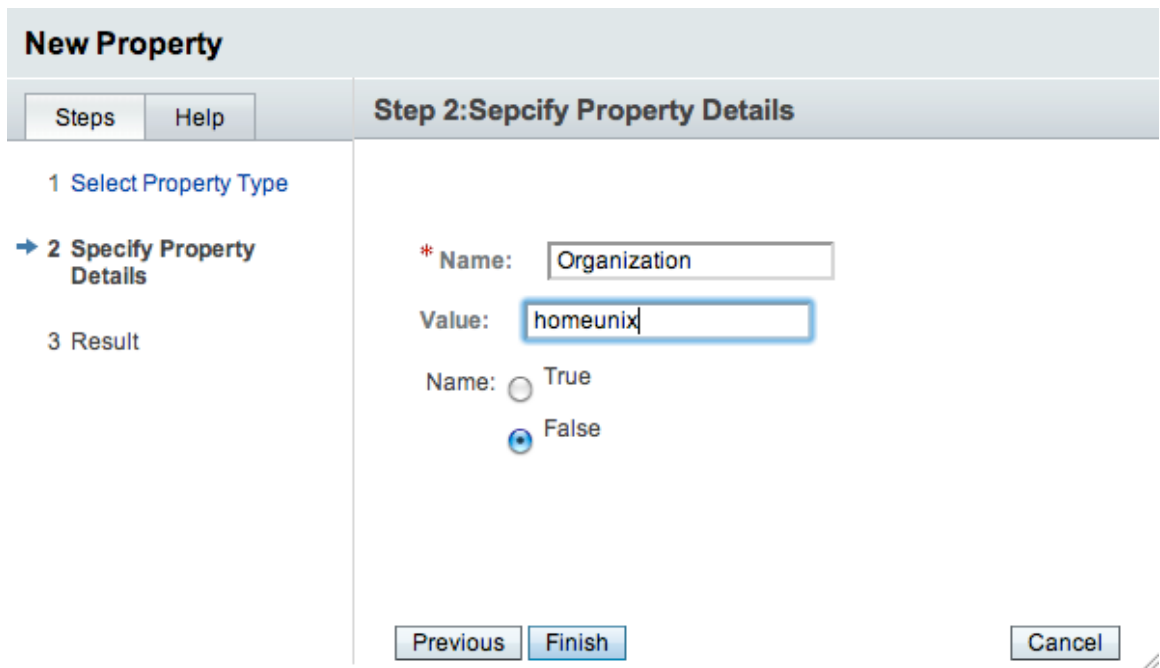 New Property
Steps Help
Step 2:Sepcify Property Details
1 Select Property Type
2 Specify Property
Details
3 Result
* Name: Organization
Value: homeunix
Name: True
False
Previous Finish Cancel